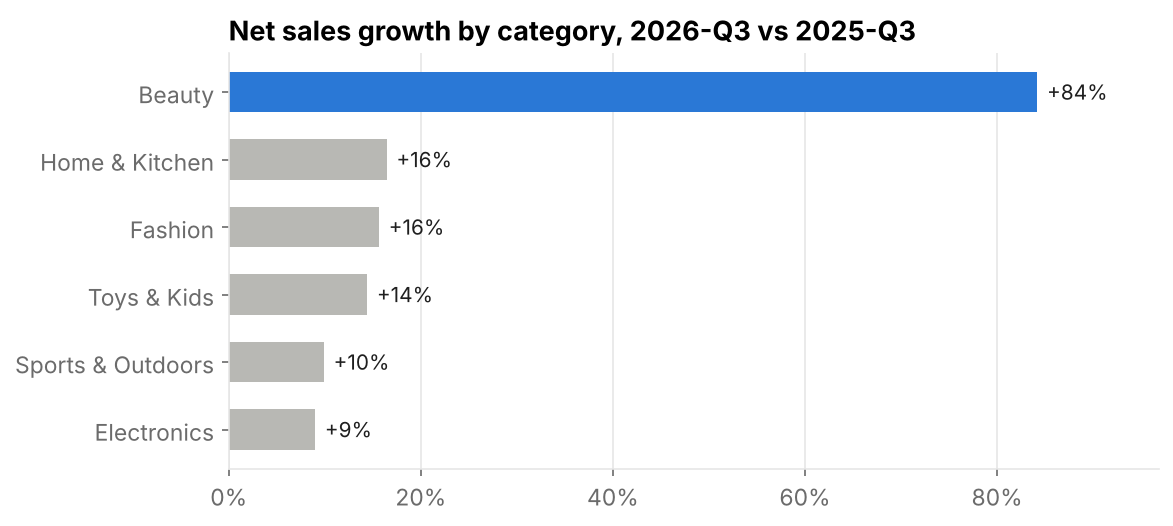 Net sales growth by category, 2026-Q3 vs 2025-Q3
Beauty +84%
Home & Kitchen +16%
Fashion +16%
Toys & Kids +14%
Sports & Outdoors +10%
Electronics +9%
0% 20% 40% 60% 80%